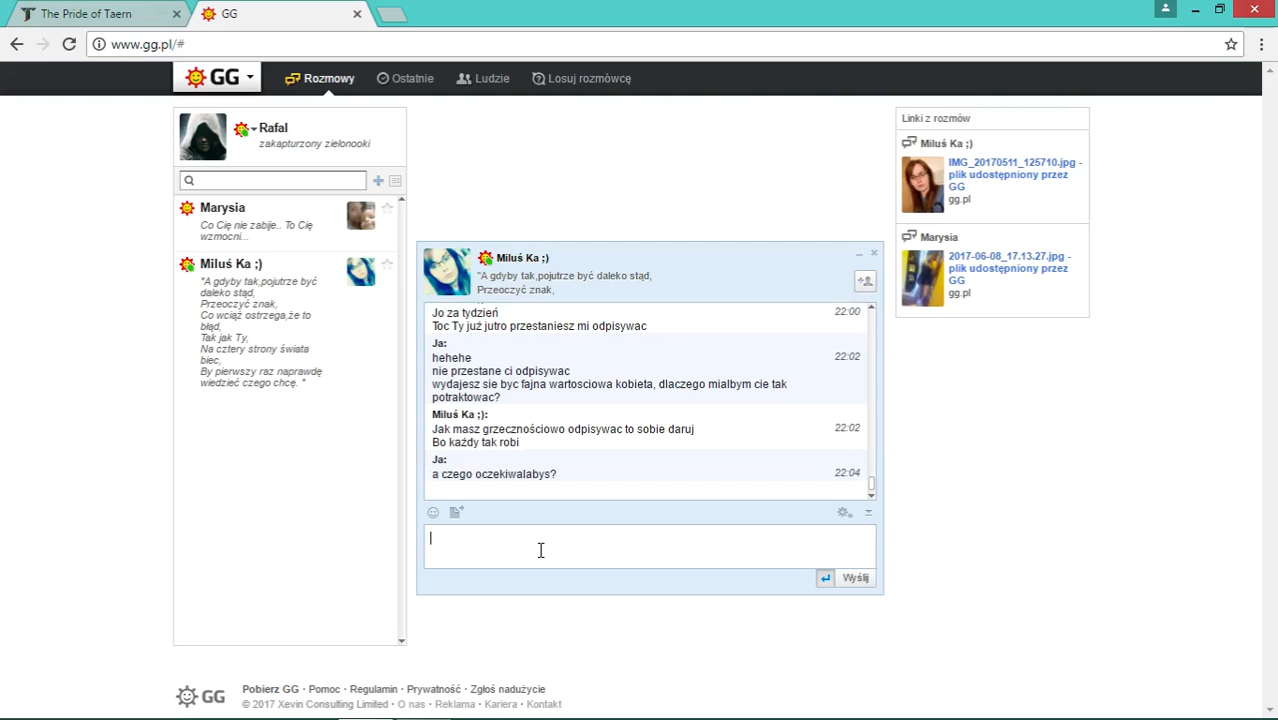 The Pride of Taern
GG
www.gg.pl/#
GG
Rozmowy
Ostatnie
Ludzie
Losuj rozmówcę
Rafał
zakapturzony zielonooki
Marysia
Co Cię nie zabije.. To Cię
wzmocni...
Miluś Ka ;)
"A gdyby tak,pojutrze być
daleko stąd,
Przeoczyć znak,
Co wciąż ostrzega,że to
błąd,
Tak jak Ty,
Na cztery strony świata
biec,
By pierwszy raz naprawdę
wiedzieć czego chcę. "
Miluś Ka ;)
"A gdyby tak,pojutrze być daleko stąd,
Przeoczyć znak,
Jo za tydzień 22:00
Toc Ty już jutro przestaniesz mi odpisywac
Ja:
hehehe 22:02
nie przestane ci odpisywac
wydajesz sie byc fajna wartosciowa kobieta, dlaczego mialbym cie tak
potraktowac?
Miluś Ka ;):
Jak masz grzecznościowo odpisywac to sobie daruj 22:02
Bo każdy tak robi
Ja:
a czego oczekiwalabys? 22:04
Wyślij
Linki z rozmów
Miluś Ka ;)
IMG_20170511_125710.jpg -
plik udostępniony przez
GG
gg.pl
Marysia
2017-06-08_17.13.27.jpg -
plik udostępniony przez
GG
gg.pl
GG
Pobierz GG · Pomoc · Regulamin · Prywatność · Zgłoś nadużycie
© 2017 Xevin Consulting Limited · O nas · Reklama · Kariera · Kontakt